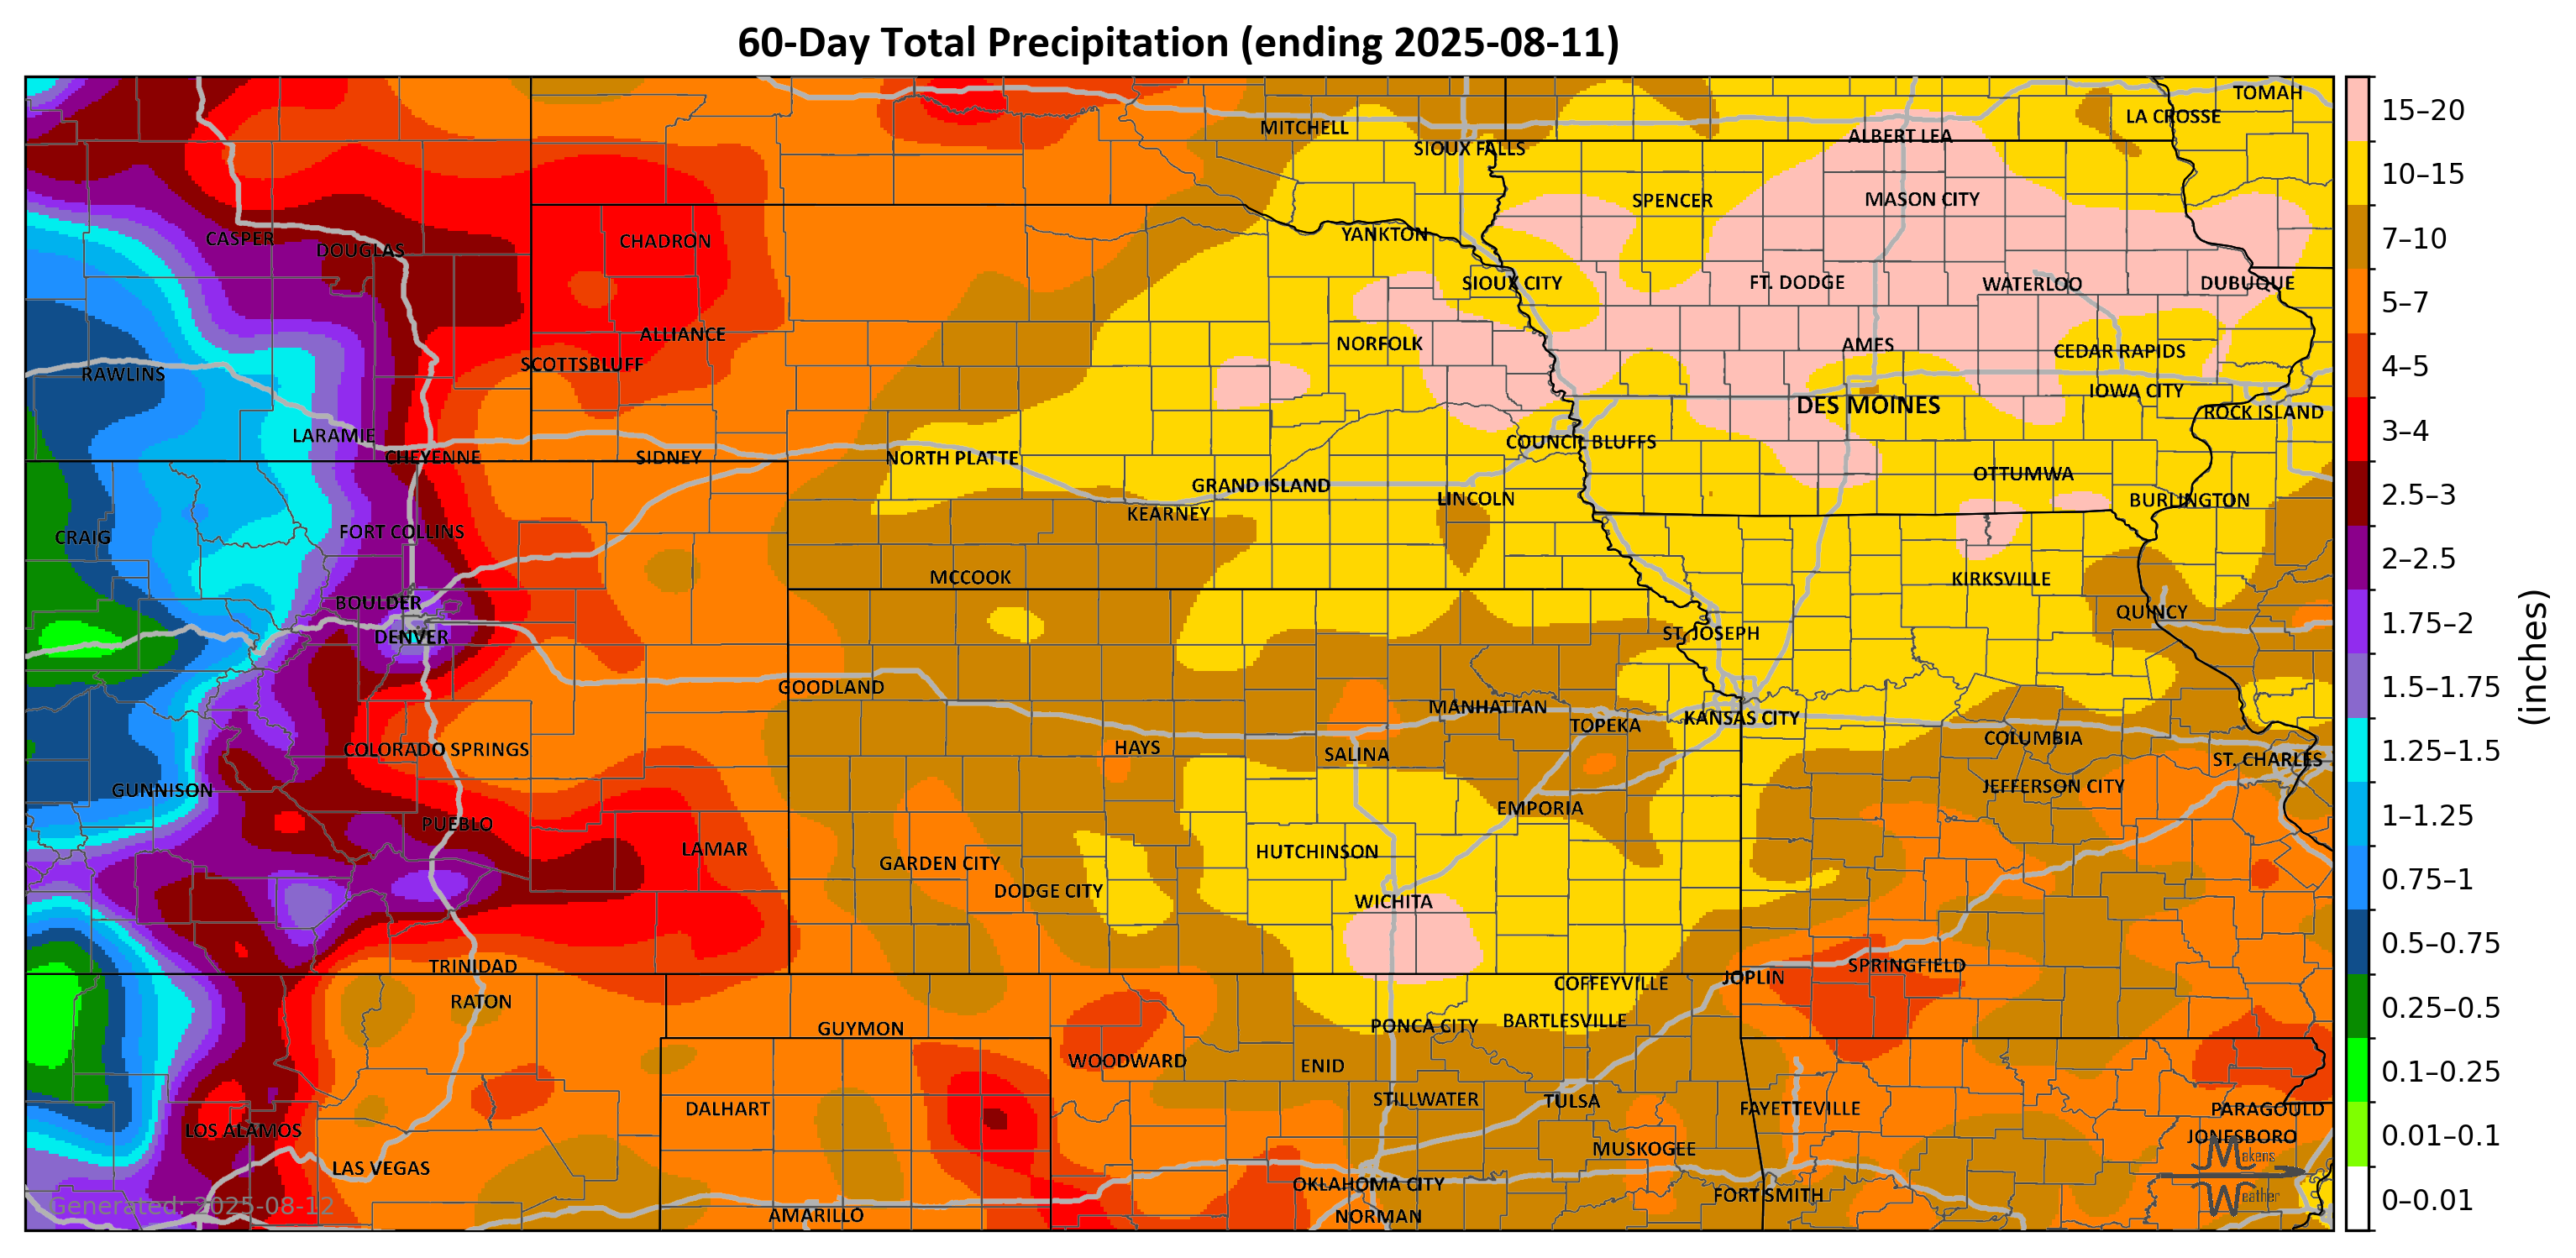 60-Day Total Precipitation (ending 2025-08-11)
TOMAH
LA CROSSE
MITCHELL
ALBERT LEA
SIOUX FALLS
SPENCER
MASON CITY
YANKTON
CASPER
CHADRON
DOUGLAS
SIOUX CITY
FT. DODGE
WATERLOO
DUBUQUE
ALLIANCE
NORFOLK
AMES
CEDAR RAPIDS
SCOTTSBLUFF
RAWLINS
IOWA CITY
DES MOINES
ROCK ISLAND
LARAMIE
COUNCIL BLUFFS
CHEYENNE
SIDNEY
NORTH PLATTE
OTTUMWA
GRAND ISLAND
LINCOLN
BURLINGTON
KEARNEY
FORT COLLINS
CRAIG
MCCOOK
KIRKSVILLE
BOULDER
QUINCY
DENVER
ST. JOSEPH
GOODLAND
MANHATTAN
KANSAS CITY
TOPEKA
COLUMBIA
COLORADO SPRINGS
HAYS
SALINA
ST. CHARLES
GUNNISON
JEFFERSON CITY
EMPORIA
PUEBLO
LAMAR
HUTCHINSON
GARDEN CITY
DODGE CITY
WICHITA
TRINIDAD
SPRINGFIELD
JOPLIN
COFFEYVILLE
RATON
BARTLESVILLE
PONCA CITY
GUYMON
WOODWARD
ENID
STILLWATER
TULSA
DALHART
FAYETTEVILLE
PARAGOULD
LOS ALAMOS
JONESBORO
MUSKOGEE
LAS VEGAS
OKLAHOMA CITY
FORT SMITH
AMARILLO
NORMAN
Generated: 2025-08-12
Makens
Weather
15–20
10–15
7–10
5–7
4–5
3–4
2.5–3
2–2.5
1.75–2
1.5–1.75
1.25–1.5
1–1.25
0.75–1
0.5–0.75
0.25–0.5
0.1–0.25
0.01–0.1
0–0.01
(inches)